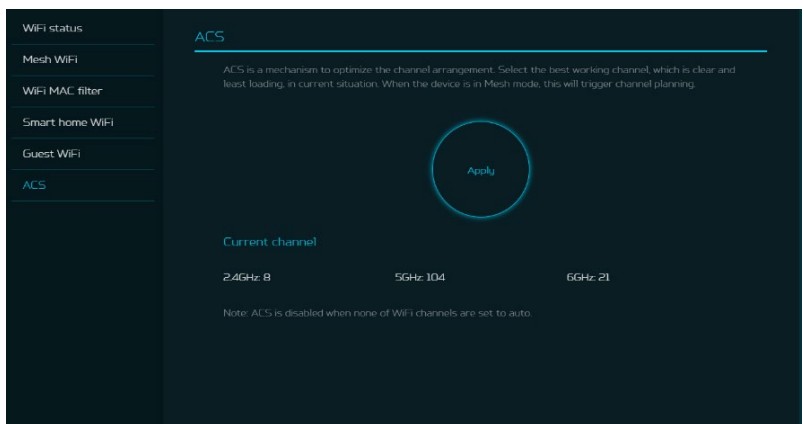 WiFi status
Mesh WiFi
WiFi MAC filter
Smart home WiFi
Guest WiFi
ACS
ACS
ACS is a mechanism to optimize the channel arrangement. Select the best working channel, which is clear and
least loading, in current situation. When the device is in Mesh mode, this will trigger channel planning.
Apply
Current channel
2.4GHz: 8 5GHz: 104 6GHz: 21
Note: ACS is disabled when none of WiFi channels are set to auto.